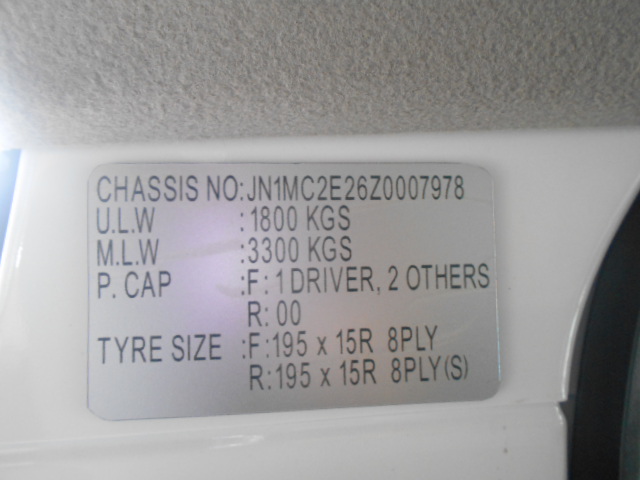 CHASSIS NO:JN1MC2E26Z0007978
U.L.W :1800 KGS
M.L.W :3300 KGS
P. CAP :F: 1 DRIVER, 2 OTHERS
R: 00
TYRE SIZE :F:195 x 15R 8PLY
R:195 x 15R 8PLY(S)